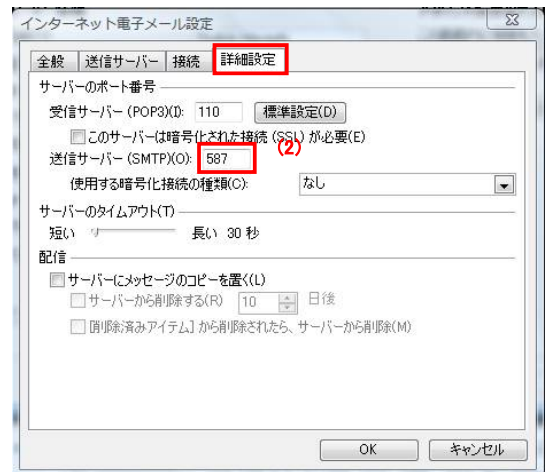 インターネット電子メール設定
全般 送信サーバー 接続 詳細設定
サーバーのポート番号
受信サーバー (POP3)(I): 110 標準設定(D)
このサーバーは暗号化された接続 (SSL) が必要(E)
(2)
送信サーバー (SMTP)(O): 587
使用する暗号化接続の種類(C): なし
サーバーのタイムアウト(T)
短い 長い 30 秒
配信
サーバーにメッセージのコピーを置く(L)
サーバーから削除する(R) 10 日後
[削除済みアイテム] から削除されたら、サーバーから削除(M)
OK キャンセル